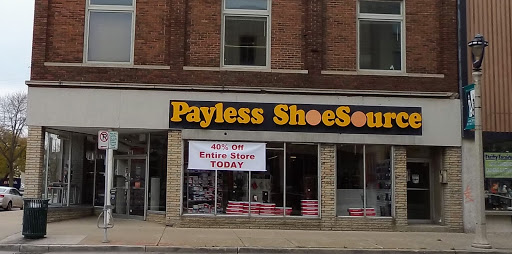 Payless ShoeSource
40% Off
Entire Store
TODAY